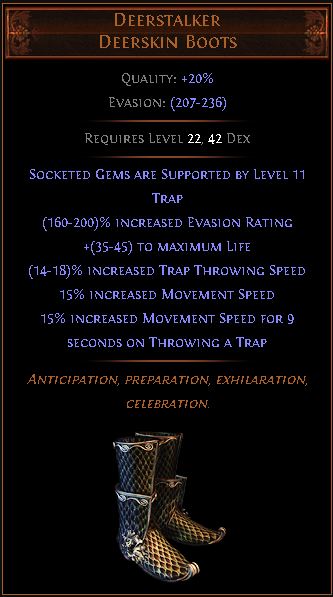 Deerstalker
Deerskin Boots
Quality: +20%
Evasion: (207-236)
Requires Level 22, 42 Dex
Socketed Gems are Supported by Level 11
Trap
(160-200)% increased Evasion Rating
+(35-45) to maximum Life
(14-18)% increased Trap Throwing Speed
15% increased Movement Speed
15% increased Movement Speed for 9
seconds on Throwing a Trap
Anticipation, preparation, exhilaration,
celebration.